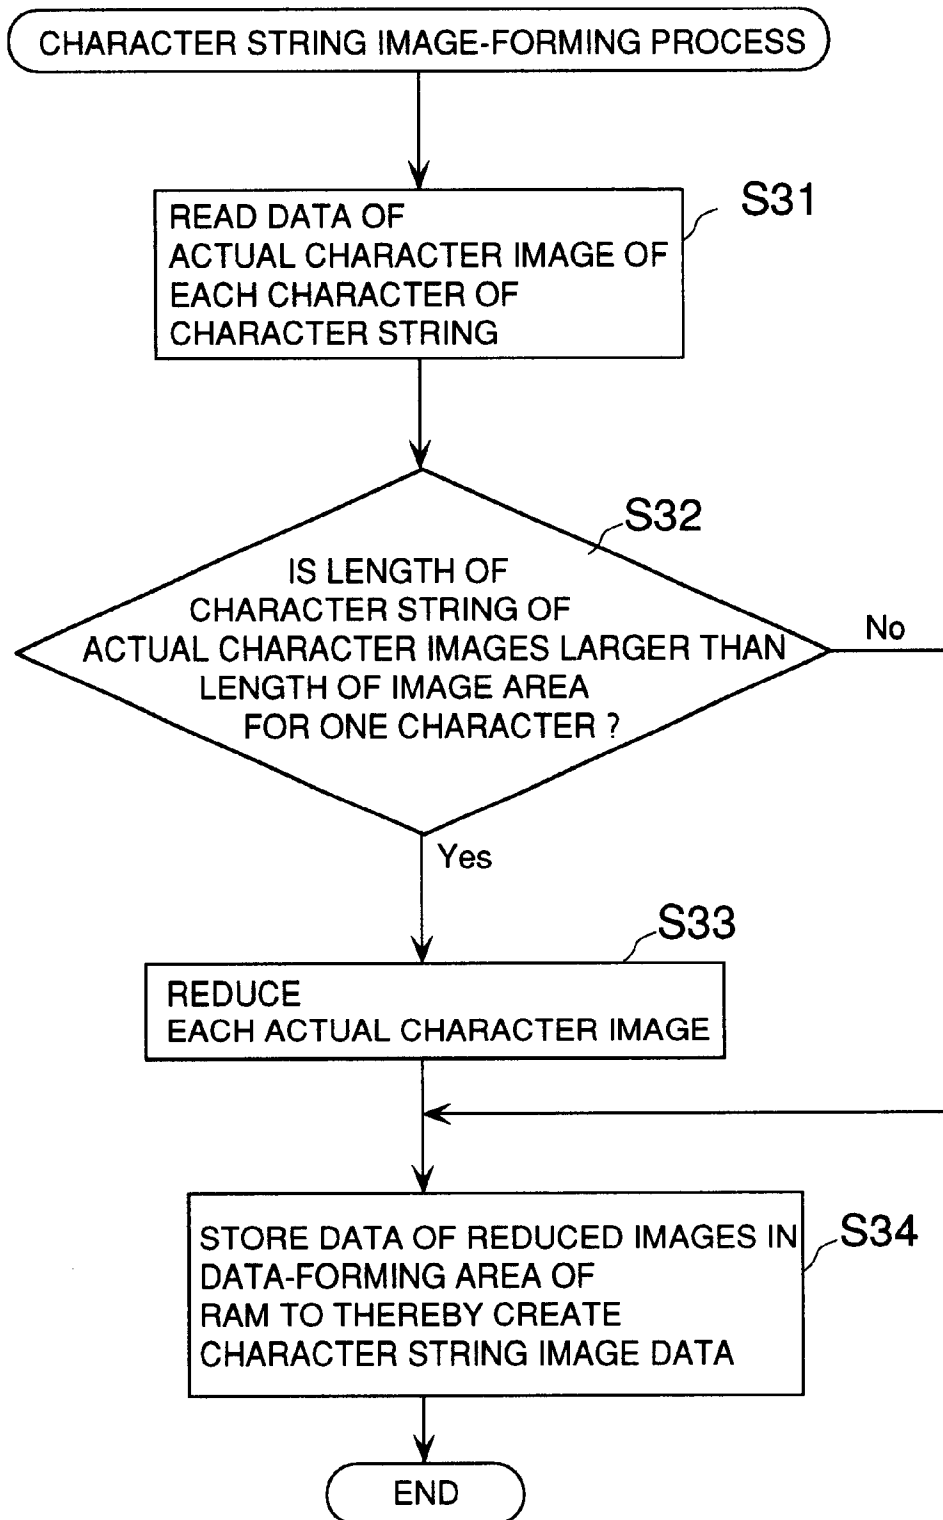 CHARACTER STRING IMAGE-FORMING PROCESS
S31
READ DATA OF
ACTUAL CHARACTER IMAGE OF
EACH CHARACTER OF
CHARACTER STRING
S32
IS LENGTH OF
CHARACTER STRING OF
ACTUAL CHARACTER IMAGES LARGER THAN
LENGTH OF IMAGE AREA
FOR ONE CHARACTER ?
No
Yes
S33
REDUCE
EACH ACTUAL CHARACTER IMAGE
S34
STORE DATA OF REDUCED IMAGES IN
DATA-FORMING AREA OF
RAM TO THEREBY CREATE
CHARACTER STRING IMAGE DATA
END